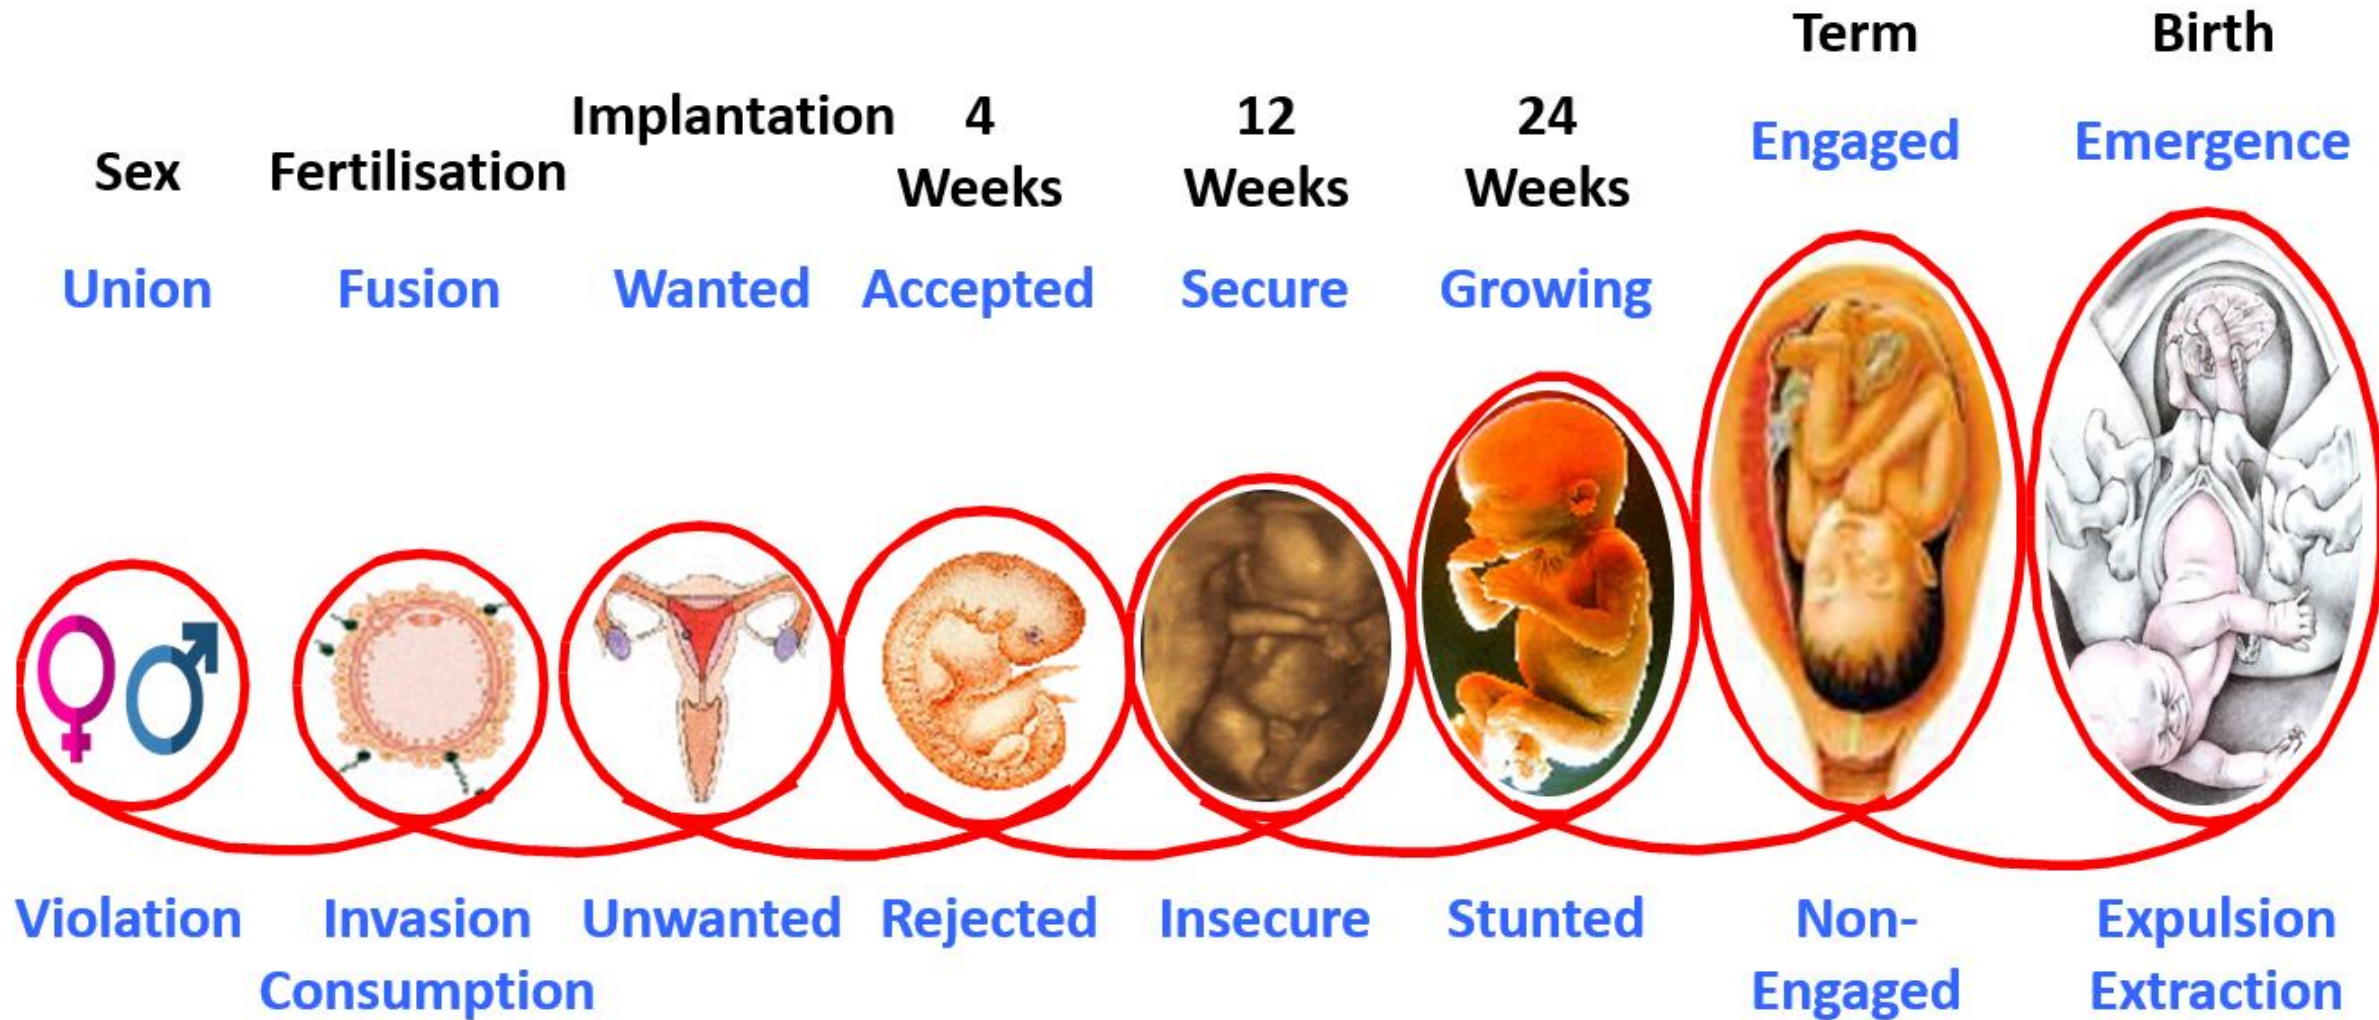 Sex
Union
Fertilisation
Fusion
Implantation
Wanted
4
Weeks
Accepted
12
Weeks
Secure
24
Weeks
Growing
Term
Engaged
Birth
Emergence
Violation
Invasion
Consumption
Unwanted
Rejected
Insecure
Stunted
Non-
Engaged
Expulsion
Extraction